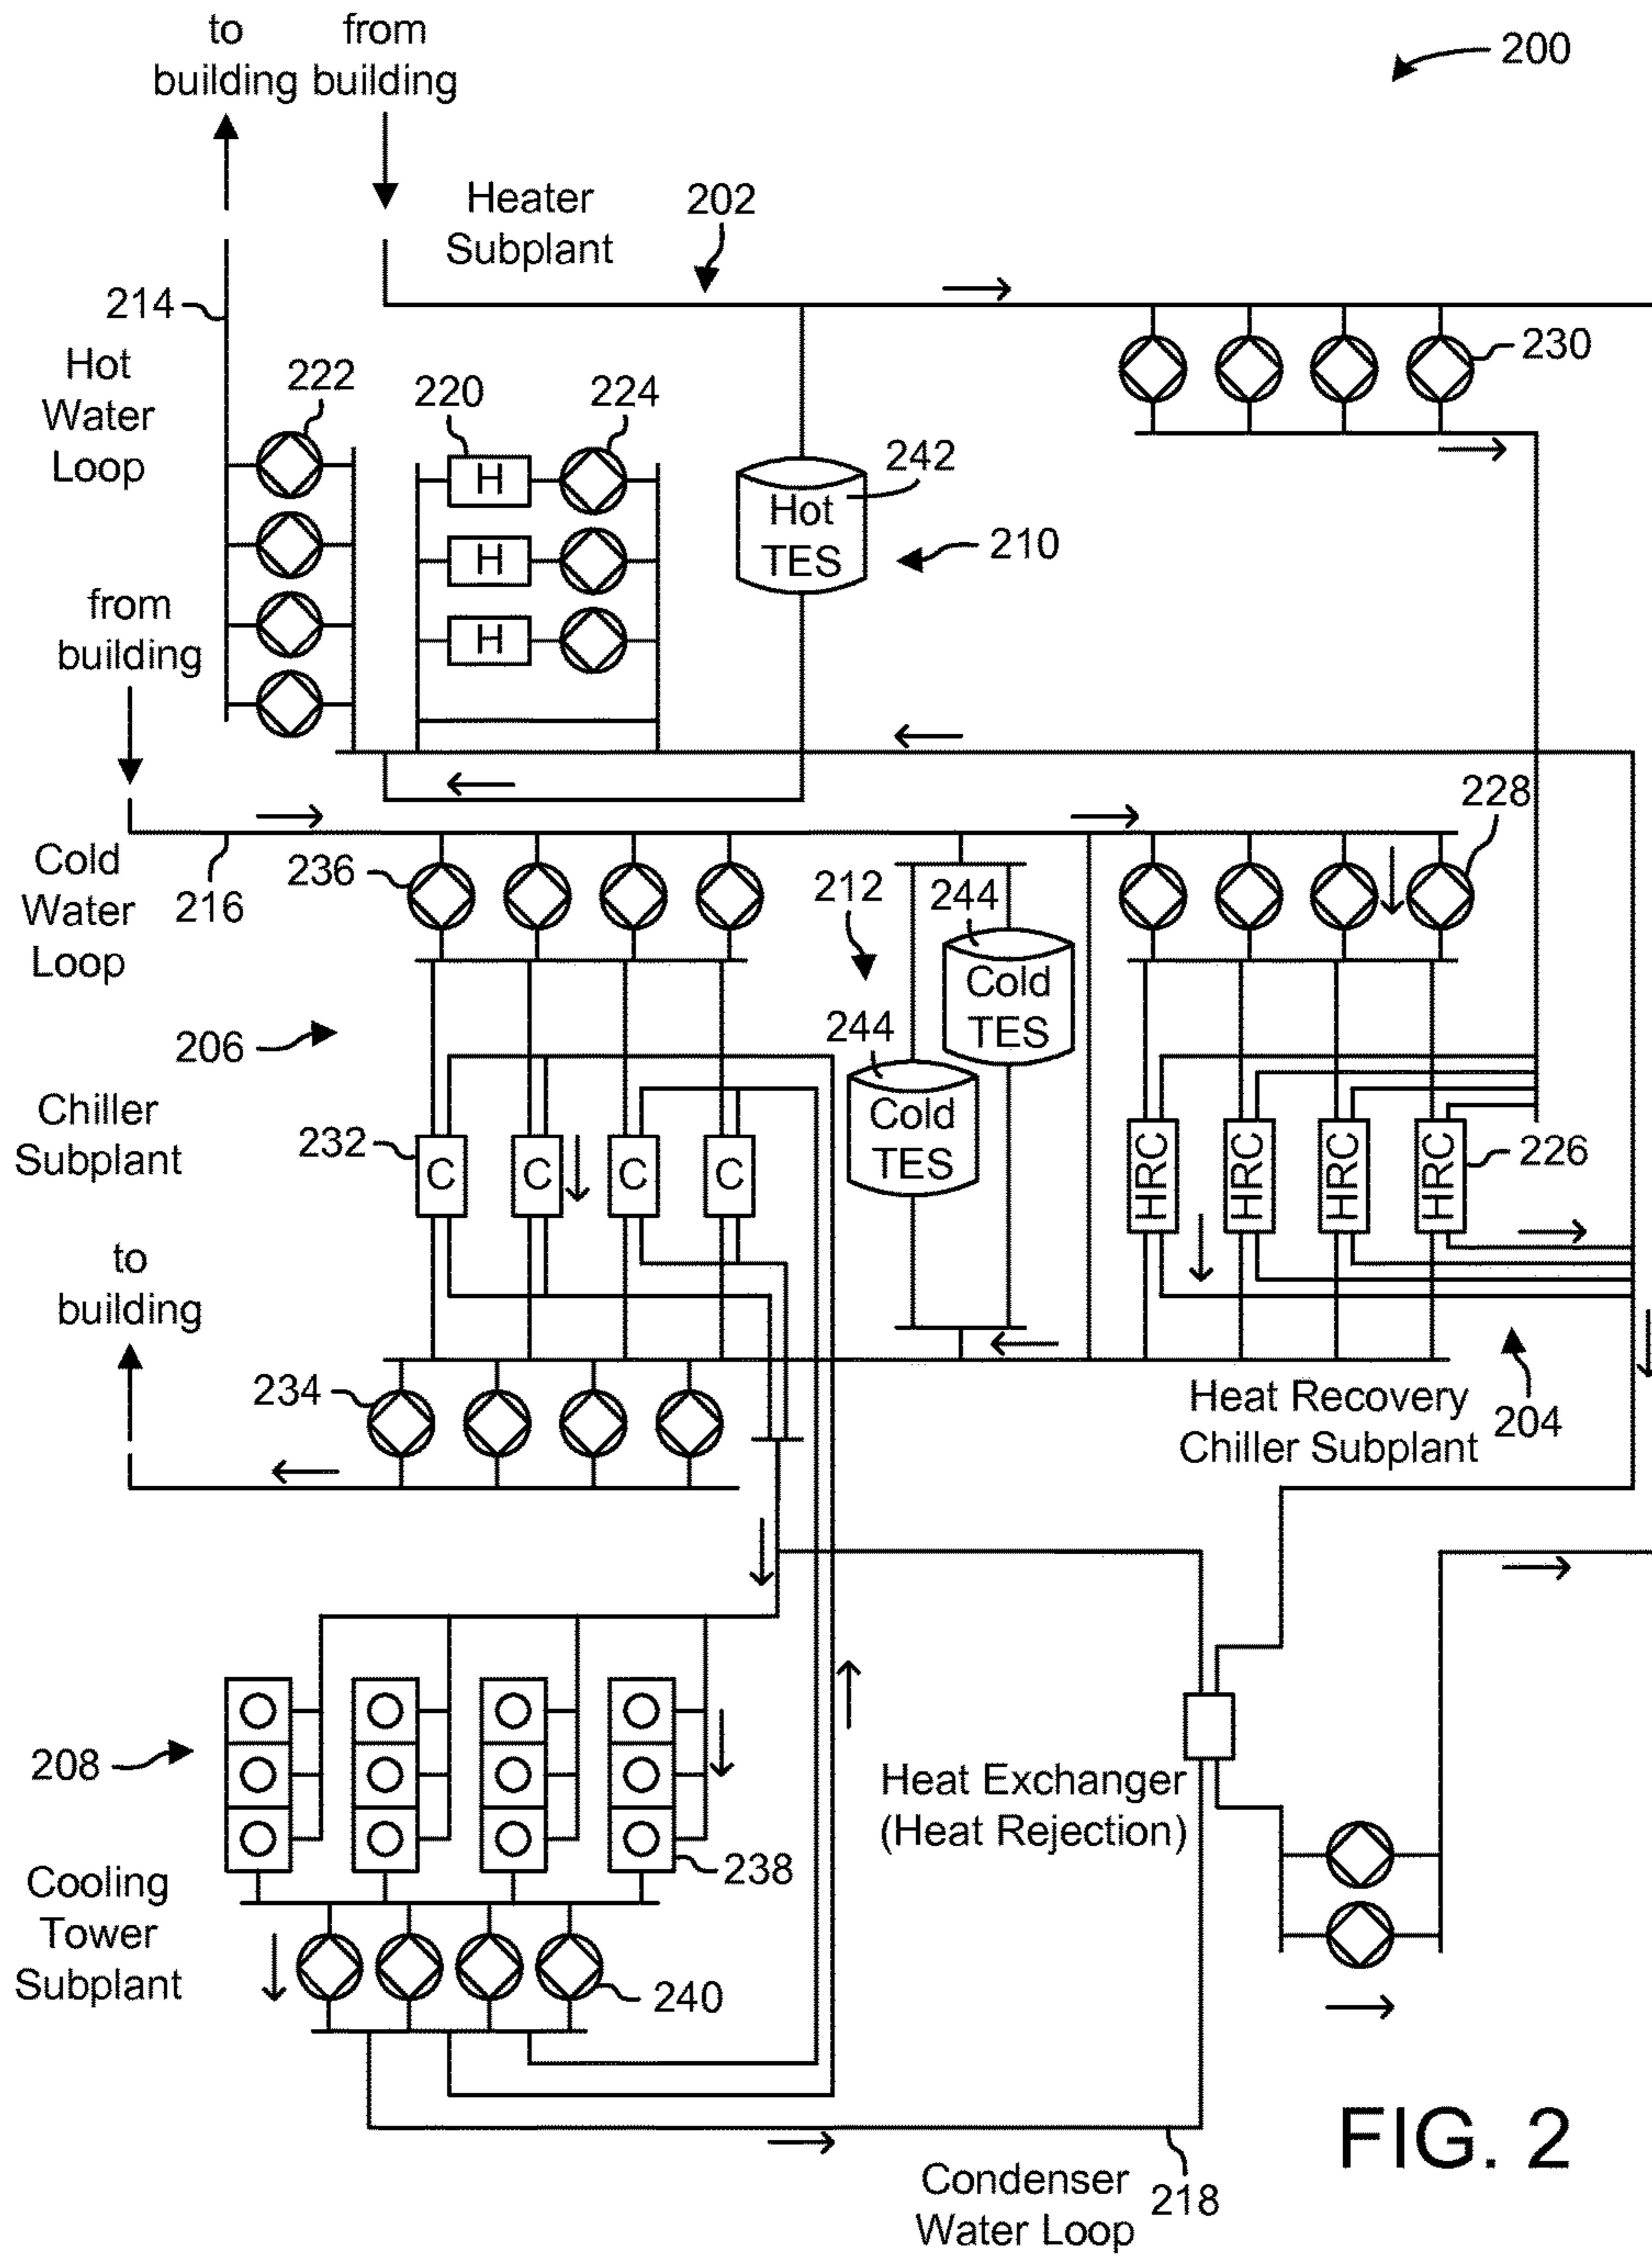 to from
building building
200
Heater
Subplant
202
214
Hot
Water
Loop
222
220
224
230
H
H
H
242
Hot
TES
210
from
building
228
Cold
Water
Loop
216
236
212
244
Cold
TES
244
Cold
TES
206
Chiller
Subplant
232
C
C
C
C
HRC
HRC
HRC
HRC
226
to
building
234
Heat Recovery
Chiller Subplant
204
208
Heat Exchanger
(Heat Rejection)
238
Cooling
Tower
Subplant
240
FIG. 2
Condenser
Water Loop
218